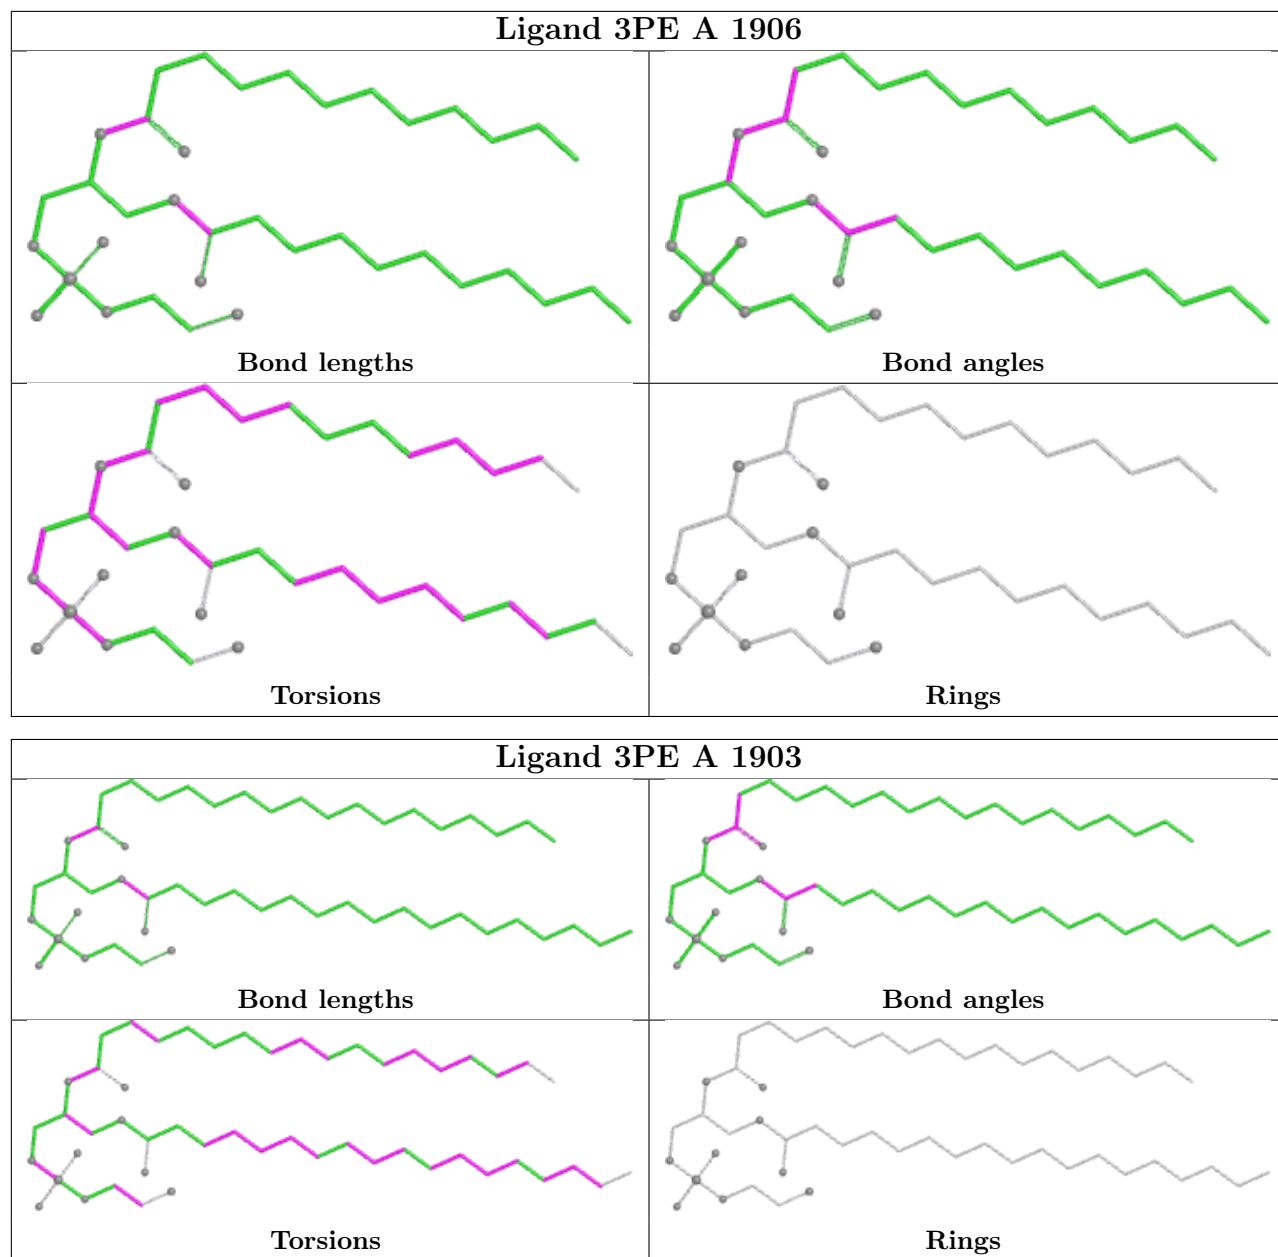 Ligand 3PE A 1906
Bond lengths
Bond angles
Torsions
Rings
Ligand 3PE A 1903
Bond lengths
Bond angles
Torsions
Rings